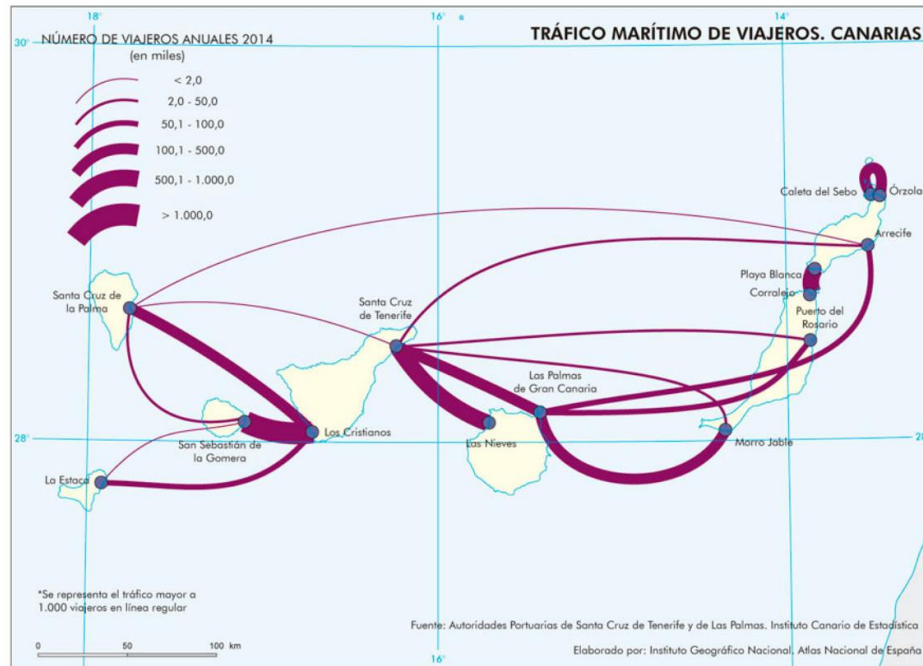 18°
16°
14°
30°
NÚMERO DE VIAJEROS ANUALES 2014
(en miles)
< 2,0
2,0 - 50,0
50,1 - 100,0
100,1 - 500,0
500,1 - 1.000,0
> 1.000,0
TRÁFICO MARÍTIMO DE VIAJEROS. CANARIAS
Caleta del Sebo
Órzola
Arrecife
Playa Blanca
Corralejo
Puerto del
Rosario
Santa Cruz de
la Palma
Santa Cruz
de Tenerife
Las Palmas
de Gran Canaria
Los Cristianos
Las Nieves
Morro Jable
San Sebastián de
la Gomera
La Estaca
28°
28
*Se representa el tráfico mayor a
1.000 viajeros en línea regular
0 50 100 km
Fuente: Autoridades Portuarias de Santa Cruz de Tenerife y de Las Palmas. Instituto Canario de Estadística
Elaborado por: Instituto Geográfico Nacional. Atlas Nacional de España
16°